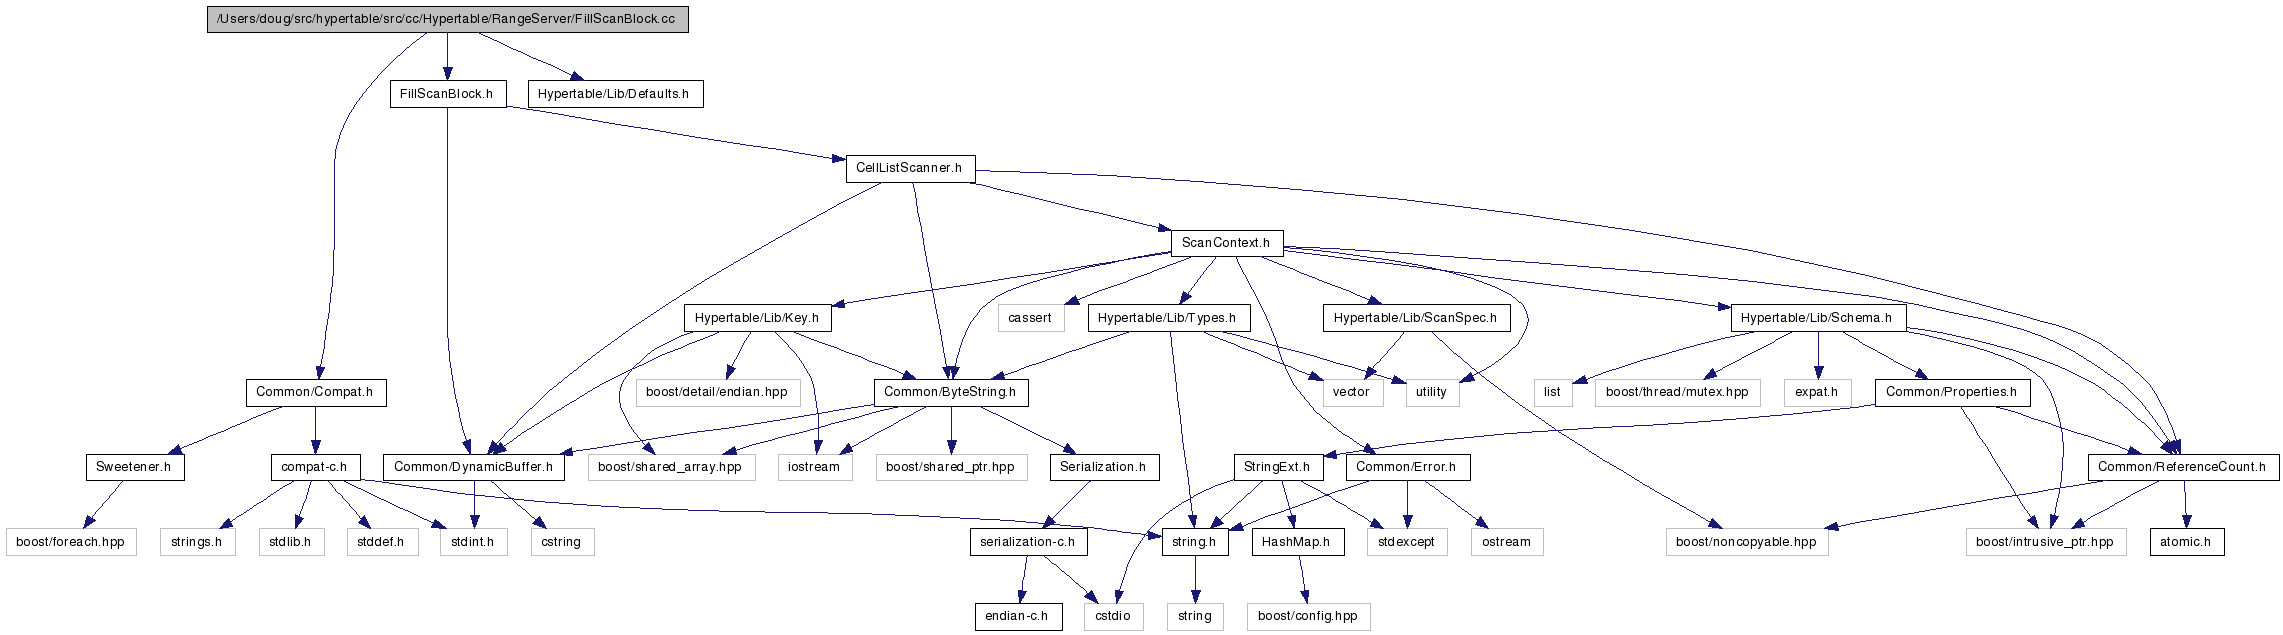 /Users/doug/src/hypertable/src/cc/Hypertable/RangeServer/FillScanBlock.cc
FillScanBlock.h
Hypertable/Lib/Defaults.h
CellListScanner.h
ScanContext.h
Hypertable/Lib/Key.h
cassert
Hypertable/Lib/Types.h
Hypertable/Lib/ScanSpec.h
Hypertable/Lib/Schema.h
Common/Compat.h
boost/detail/endian.hpp
Common/ByteString.h
vector
utility
list
boost/thread/mutex.hpp
expat.h
Common/Properties.h
Sweetener.h
compat-c.h
Common/DynamicBuffer.h
boost/shared_array.hpp
iostream
boost/shared_ptr.hpp
Serialization.h
StringExt.h
Common/Error.h
Common/ReferenceCount.h
boost/foreach.hpp
strings.h
stdlib.h
stddef.h
stdint.h
cstring
serialization-c.h
string.h
HashMap.h
stdexcept
ostream
boost/noncopyable.hpp
boost/intrusive_ptr.hpp
atomic.h
endian-c.h
cstdio
string
boost/config.hpp